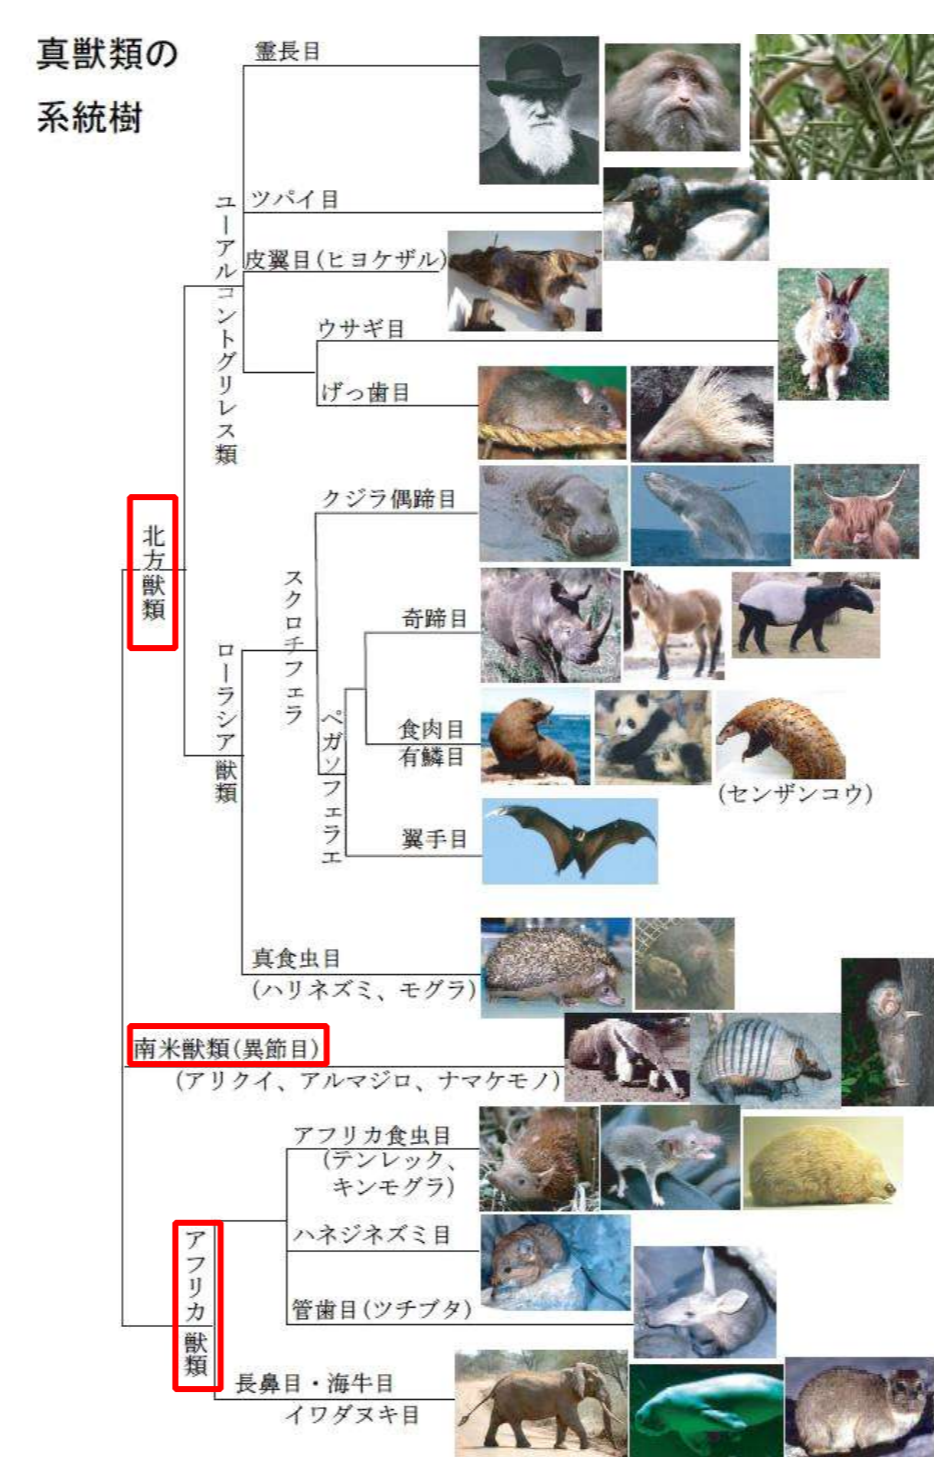 真獣類の
系統樹
霊長目
ツパイ目
ユーアルコントグリレス類
皮翼目(ヒヨケザル)
ウサギ目
げっ歯目
北方獣類
クジラ偶蹄目
スクロチフェラ
奇蹄目
ローラシア獣類
ペガソフェラエ
食肉目
有鱗目
(センザンコウ)
翼手目
真食虫目
(ハリネズミ、モグラ)
南米獣類(異節目)
(アリクイ、アルマジロ、ナマケモノ)
アフリカ食虫目
(テンレック、
キンモグラ)
ハネジネズミ目
アフリカ獣類
管歯目(ツチブタ)
長鼻目・海牛目
イワダヌキ目